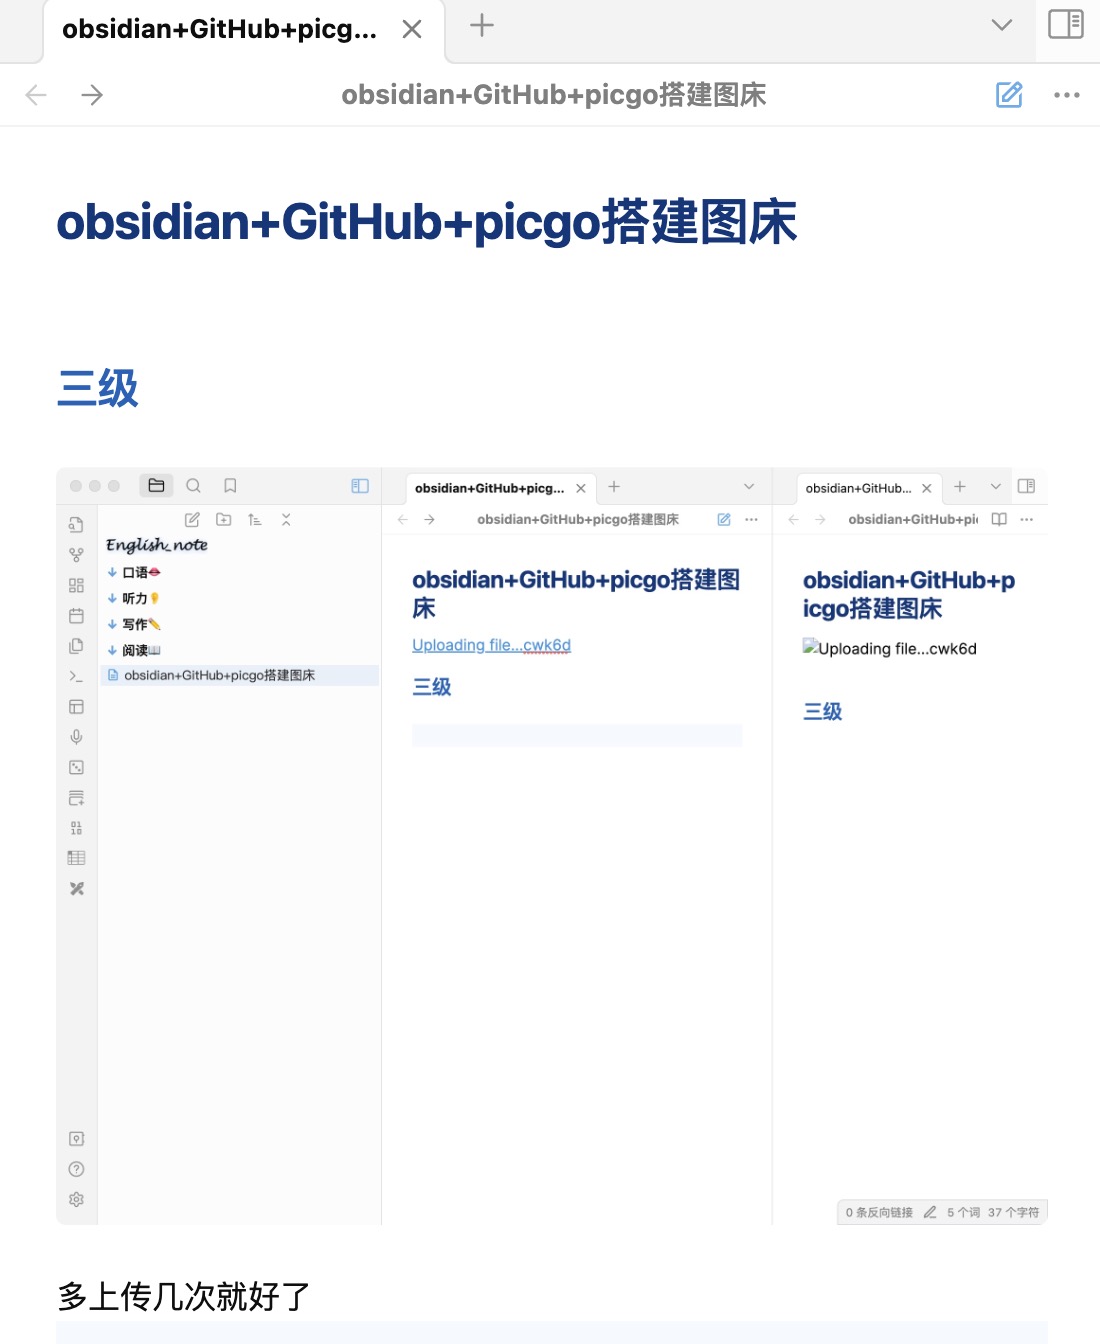 obsidian+GitHub+picg...
obsidian+GitHub+picgo搭建图床
obsidian+GitHub+picgo搭建图床
三级
obsidian+GitHub+picg...
obsidian+GitHub...
obsidian+GitHub+picgo搭建图床
obsidian+GitHub+pic
English_note
口语
听力
写作
阅读
obsidian+GitHub+picgo搭建图床
obsidian+GitHub+picgo搭建图
床
Uploading file...cwk6d
三级
obsidian+GitHub+p
icgo搭建图床
Uploading file...cwk6d
三级
0 条反向链接 5 个词 37 个字符
多上传几次就好了